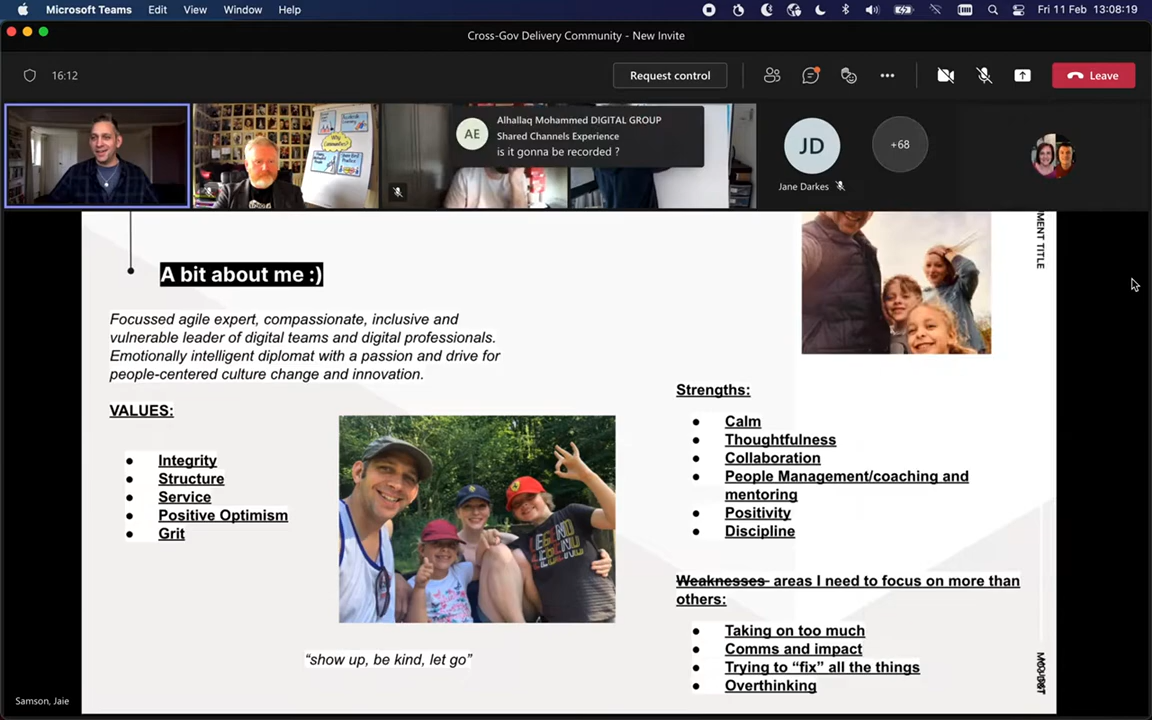 Microsoft Teams Edit View Window Help Fri 11 Feb 13:08:19
Cross-Gov Delivery Community - New Invite
16:12 Request control Leave
AE Alhallaq Mohammed DIGITAL GROUP
Shared Channels Experience
is it gonna be recorded ?
JD
Jane Darkes
+68
A bit about me :)
Focussed agile expert, compassionate, inclusive and
vulnerable leader of digital teams and digital professionals.
Emotionally intelligent diplomat with a passion and drive for
people-centered culture change and innovation.
VALUES:
● Integrity
● Structure
● Service
● Positive Optimism
● Grit
LEGEND
“show up, be kind, let go”
Strengths:
● Calm
● Thoughtfulness
● Collaboration
● People Management/coaching and
mentoring
● Positivity
● Discipline
Weaknesses areas I need to focus on more than
others:
● Taking on too much
● Comms and impact
● Trying to “fix” all the things
● Overthinking
PMENT TITLE
Samson, Jaie